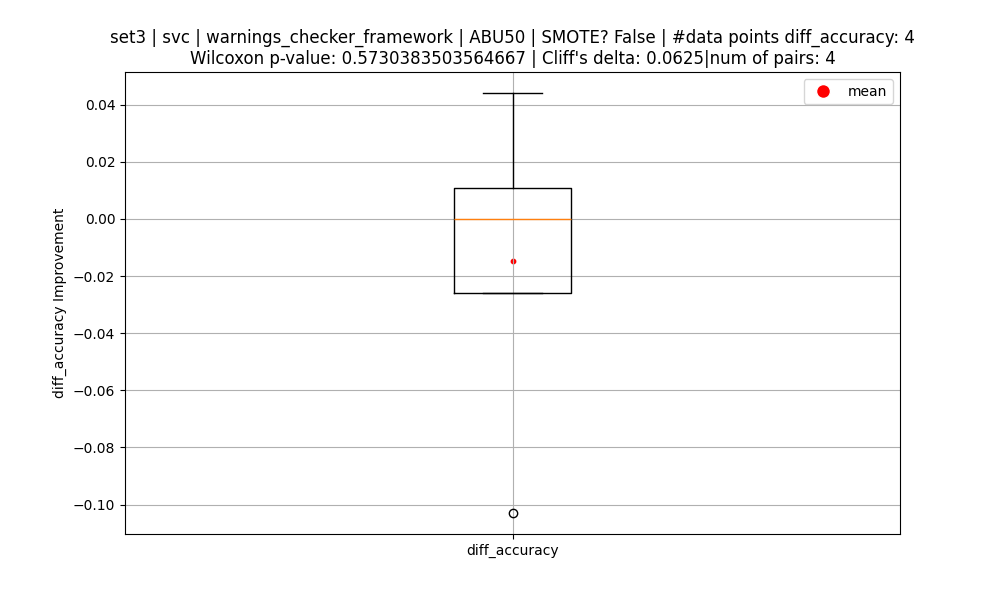 set3 | svc | warnings_checker_framework | ABU50 | SMOTE? False | #data points diff_accuracy: 4
Wilcoxon p-value: 0.5730383503564667 | Cliff's delta: 0.0625|num of pairs: 4
mean
0.04
0.02
0.00
−0.02
−0.04
−0.06
−0.08
−0.10
diff_accuracy Improvement
diff_accuracy